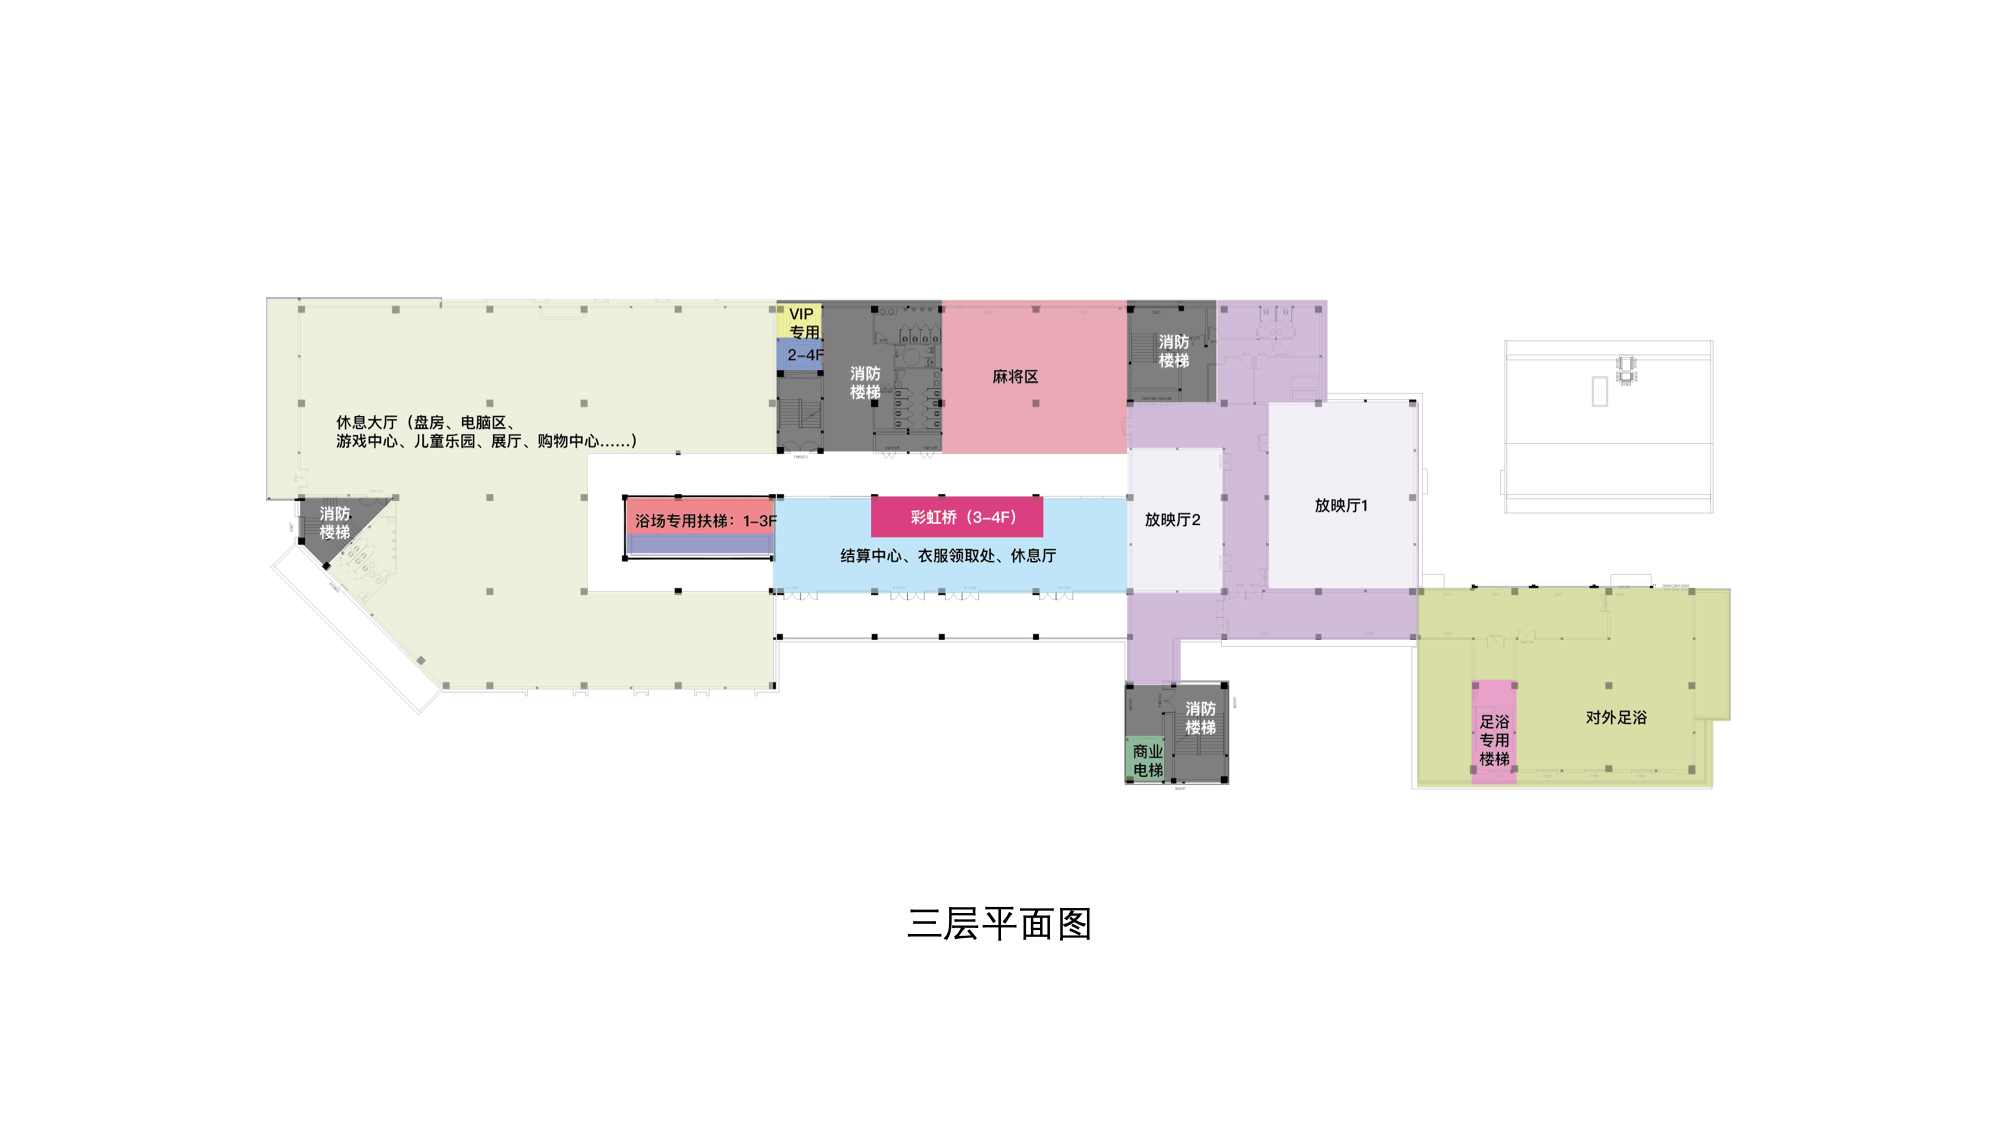 VIP
专用
2-4F
消防
楼梯
麻将区
消防
楼梯
休息大厅（盘房、电脑区、
游戏中心、儿童乐园、展厅、购物中心......）
消防
楼梯
浴场专用扶梯：1-3F
彩虹桥（3-4F）
结算中心、衣服领取处、休息厅
放映厅2
放映厅1
消防
楼梯
商业
电梯
足浴
专用
楼梯
对外足浴
三层平面图